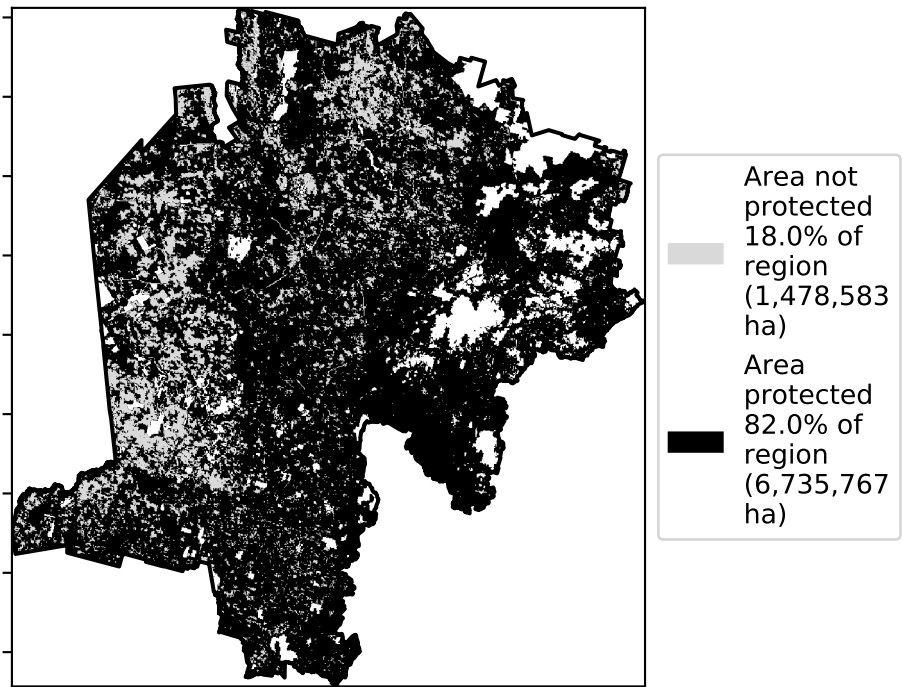 Area not
protected
18.0% of
region
(1,478,583
ha)
Area
protected
82.0% of
region
(6,735,767
ha)